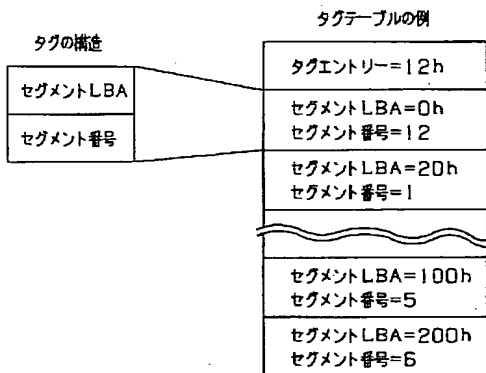 タグの構造
セグメントLBA
セグメント番号
タグテーブルの例
タグエントリー=12h
セグメントLBA=0h
セグメント番号=12
セグメントLBA=20h
セグメント番号=1
セグメントLBA=100h
セグメント番号=5
セグメントLBA=200h
セグメント番号=6